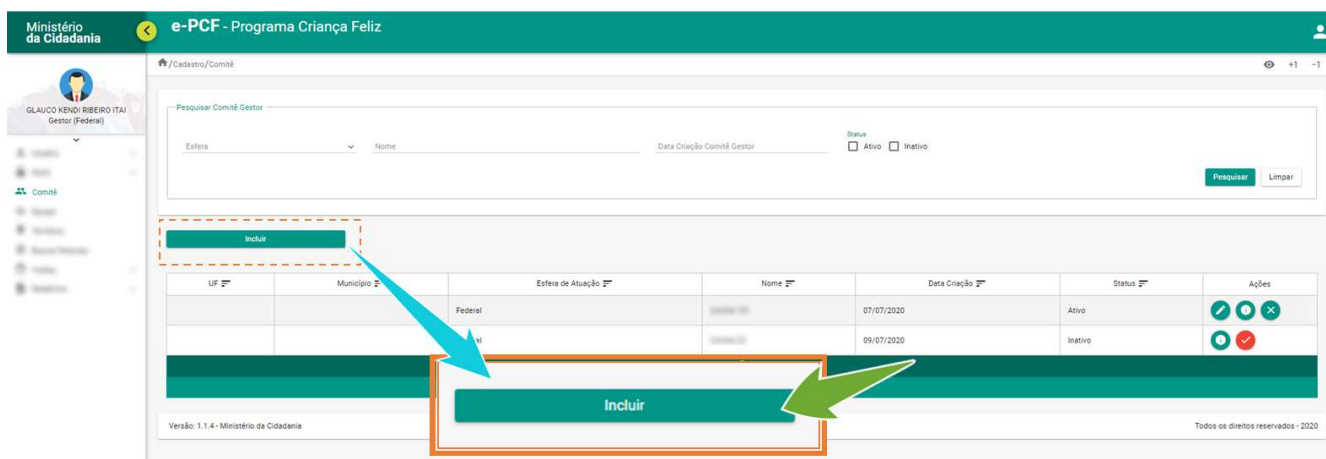 Ministério
da Cidadania
e-PCF - Programa Criança Feliz
/Cadastro/Comitê
+1 -1
GLAUCO KENDI RIBEIRO ITAI
Gestor (Federal)
Comitê
Pesquisar Comitê Gestor
Esfera
Nome
Data Criação Comitê Gestor
Status
Ativo Inativo
Pesquisar Limpar
Incluir
UF Município Esfera de Atuação Nome Data Criação Status Ações
Federal 07/07/2020 Ativo
09/07/2020 Inativo
Incluir
Versão: 1.1.4 - Ministério da Cidadania
Todos os direitos reservados - 2020